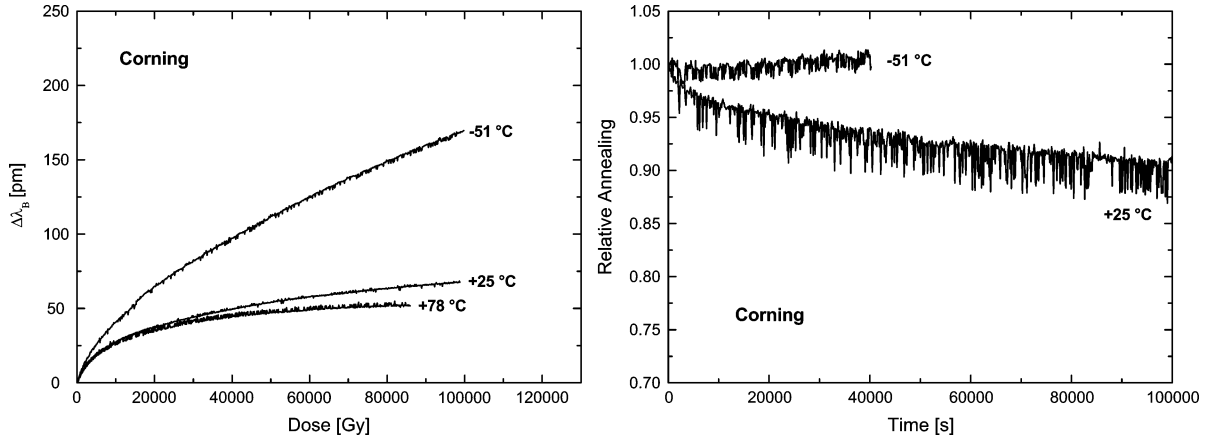 250
200
150
100
50
0
Δλ_B [pm]
Corning
-51 °C
+25 °C
+78 °C
0 20000 40000 60000 80000 100000 120000
Dose [Gy]
1.05
1.00
0.95
0.90
0.85
0.80
0.75
0.70
Relative Annealing
-51 °C
+25 °C
Corning
0 20000 40000 60000 80000 100000
Time [s]